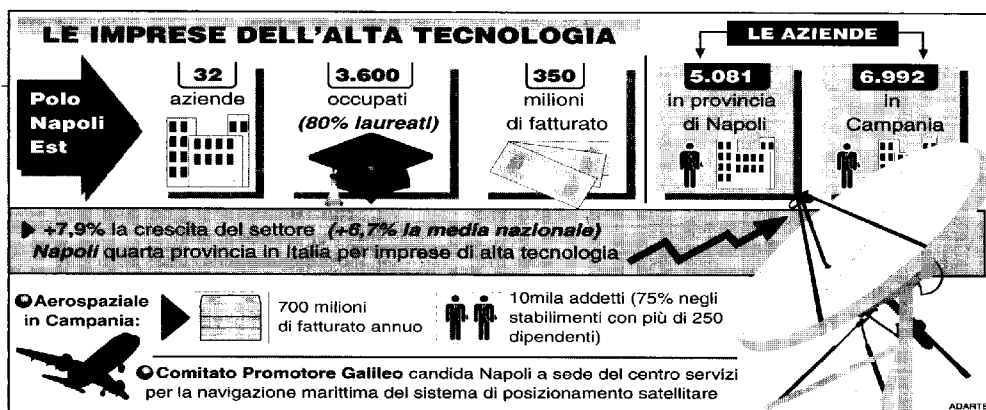 LE IMPRESE DELL'ALTA TECNOLOGIA
LE AZIENDE
Polo
Napoli
Est
32
aziende
3.600
occupati
(80% laureati)
350
milioni
di fatturato
5.081
in provincia
di Napoli
6.992
in
Campania
+7,9% la crescita del settore (+6,7% la media nazionale)
Napoli quarta provincia in Italia per imprese di alta tecnologia
Aerospaziale
in Campania:
700 milioni
di fatturato annuo
10mila addetti (75% negli
stabilimenti con più di 250
dipendenti)
Comitato Promotore Galileo candida Napoli a sede del centro servizi
per la navigazione marittima del sistema di posizionamento satellitare
ADARTE